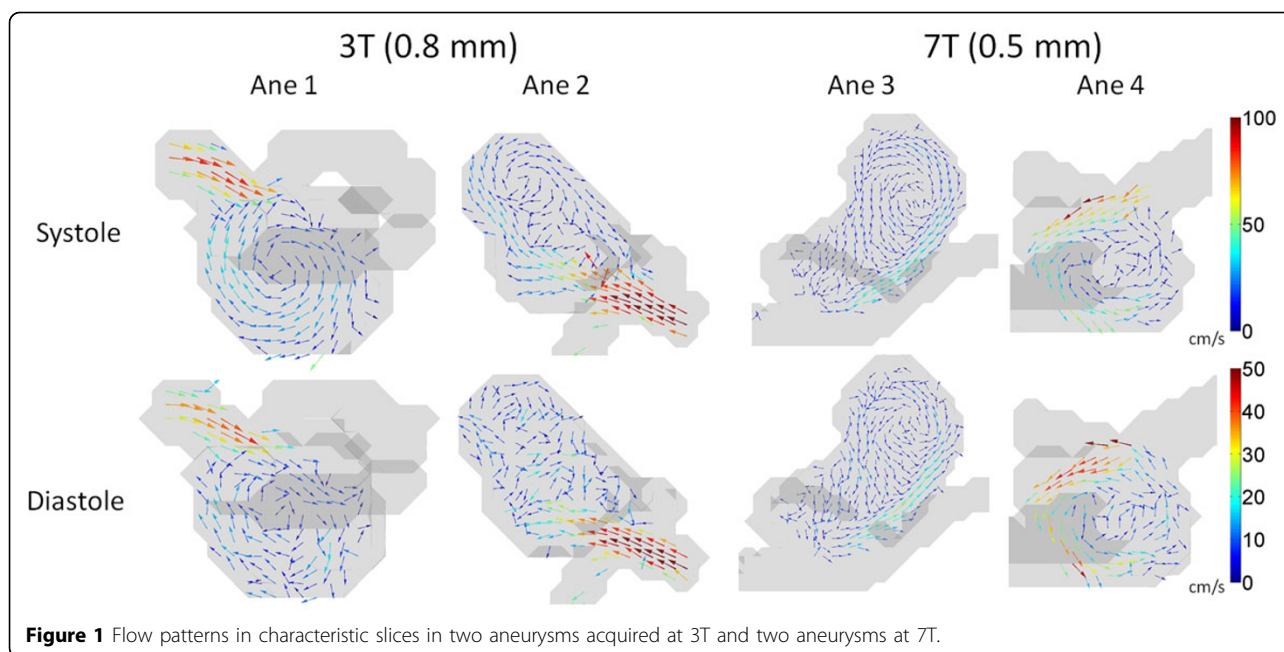 3T (0.8 mm) 7T (0.5 mm)
Ane 1 Ane 2 Ane 3 Ane 4
Systole
100
50
0
cm/s
Diastole
50
40
30
20
10
0
cm/s
Figure 1 Flow patterns in characteristic slices in two aneurysms acquired at 3T and two aneurysms at 7T.